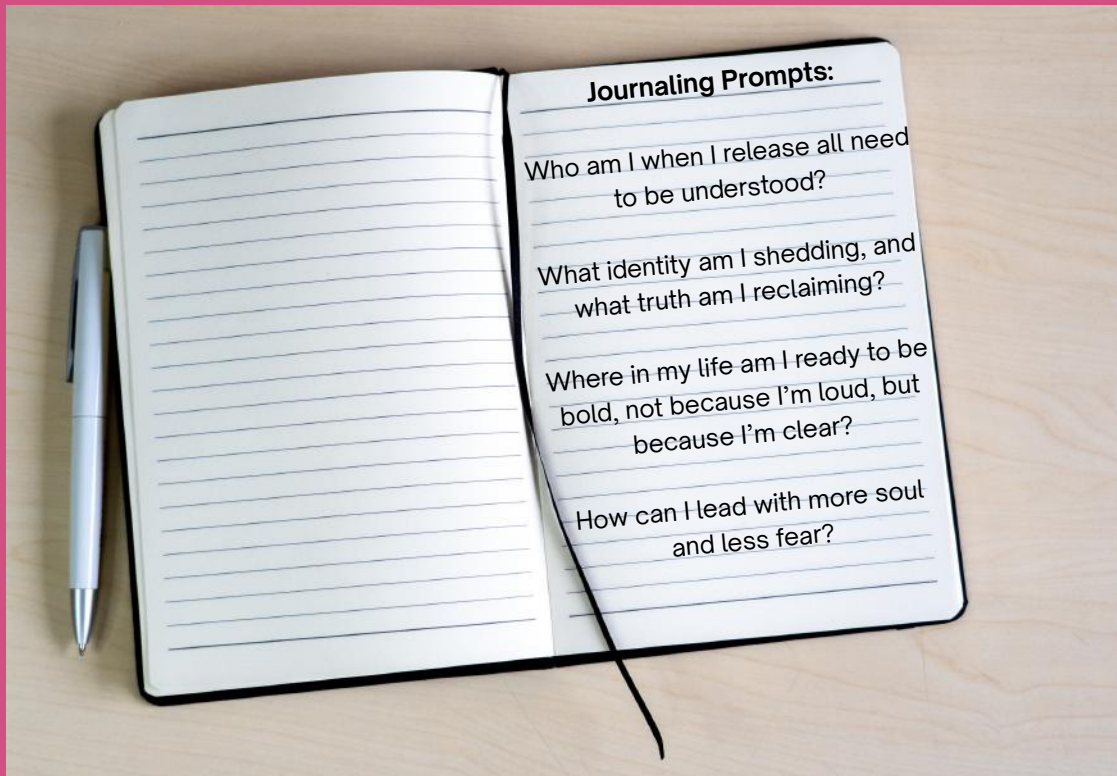 Journaling Prompts:
Who am I when I release all need
to be understood?
What identity am I shedding, and
what truth am I reclaiming?
Where in my life am I ready to be
bold, not because I'm loud, but
because I'm clear?
How can I lead with more soul
and less fear?